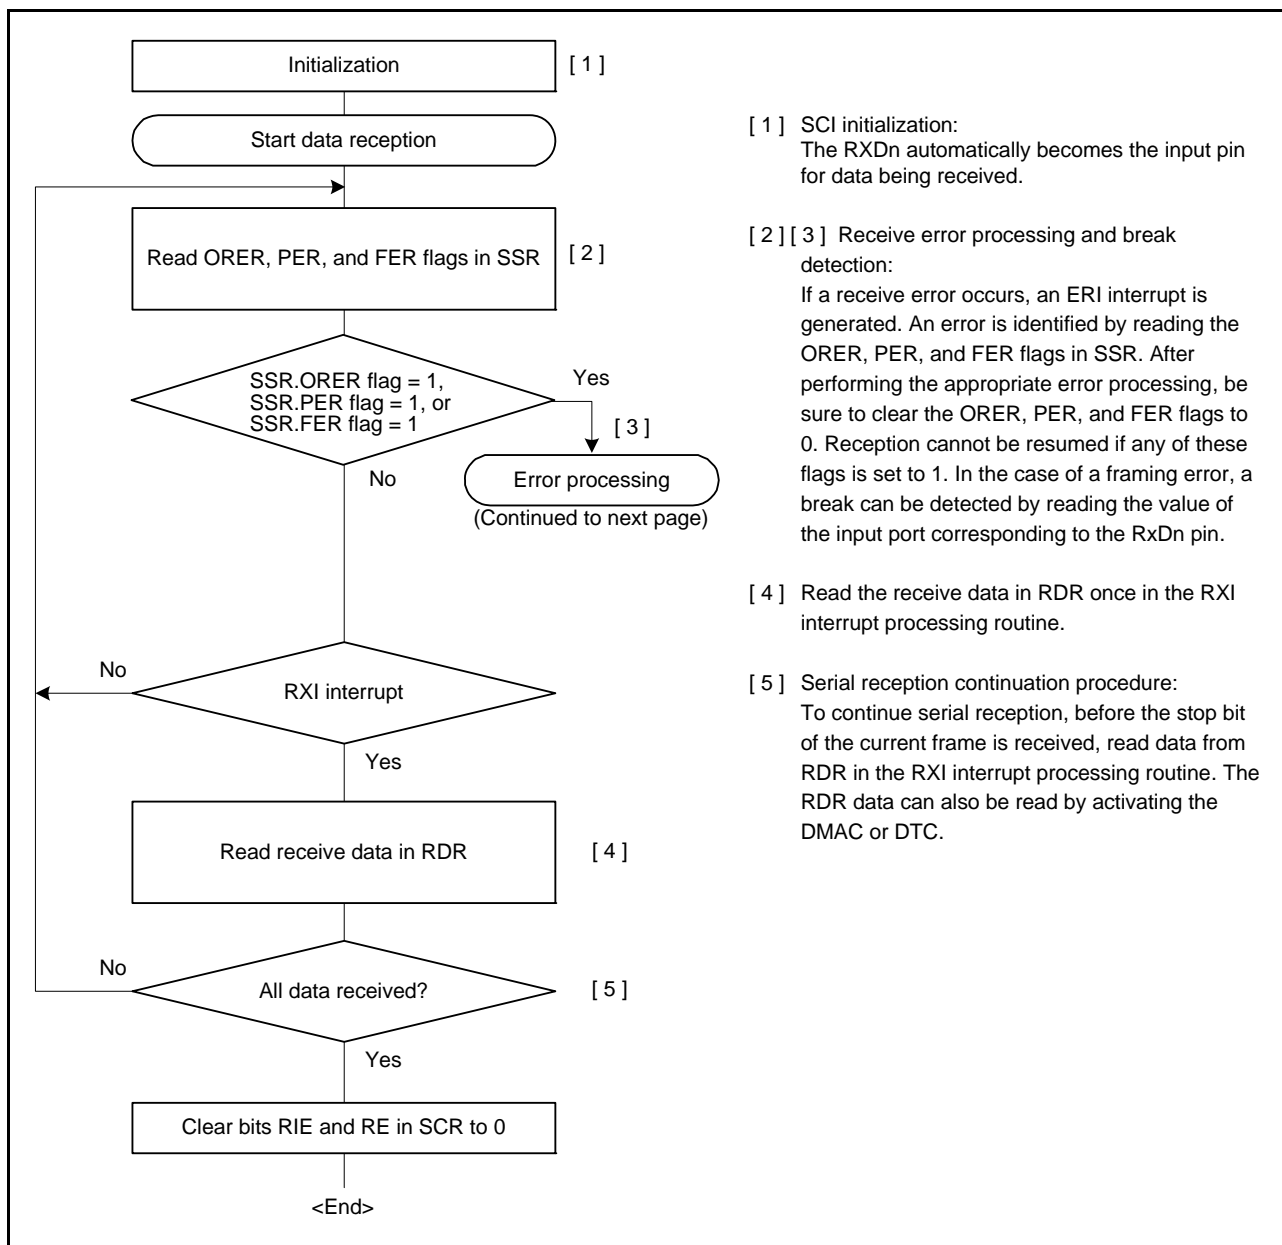 Initialization
[ 1 ]
Start data reception
Read ORER, PER, and FER flags in SSR
[ 2 ]
SSR.ORER flag = 1,
SSR.PER flag = 1, or
SSR.FER flag = 1
Yes
[ 3 ]
No
Error processing
(Continued to next page)
No
RXI interrupt
Yes
Read receive data in RDR
[ 4 ]
No
All data received?
[ 5 ]
Yes
Clear bits RIE and RE in SCR to 0
<End>
[ 1 ] SCI initialization:
The RXDn automatically becomes the input pin
for data being received.
[ 2 ] [ 3 ] Receive error processing and break
detection:
If a receive error occurs, an ERI interrupt is
generated. An error is identified by reading the
ORER, PER, and FER flags in SSR. After
performing the appropriate error processing, be
sure to clear the ORER, PER, and FER flags to
0. Reception cannot be resumed if any of these
flags is set to 1. In the case of a framing error, a
break can be detected by reading the value of
the input port corresponding to the RxDn pin.
[ 4 ] Read the receive data in RDR once in the RXI
interrupt processing routine.
[ 5 ] Serial reception continuation procedure:
To continue serial reception, before the stop bit
of the current frame is received, read data from
RDR in the RXI interrupt processing routine. The
RDR data can also be read by activating the
DMAC or DTC.